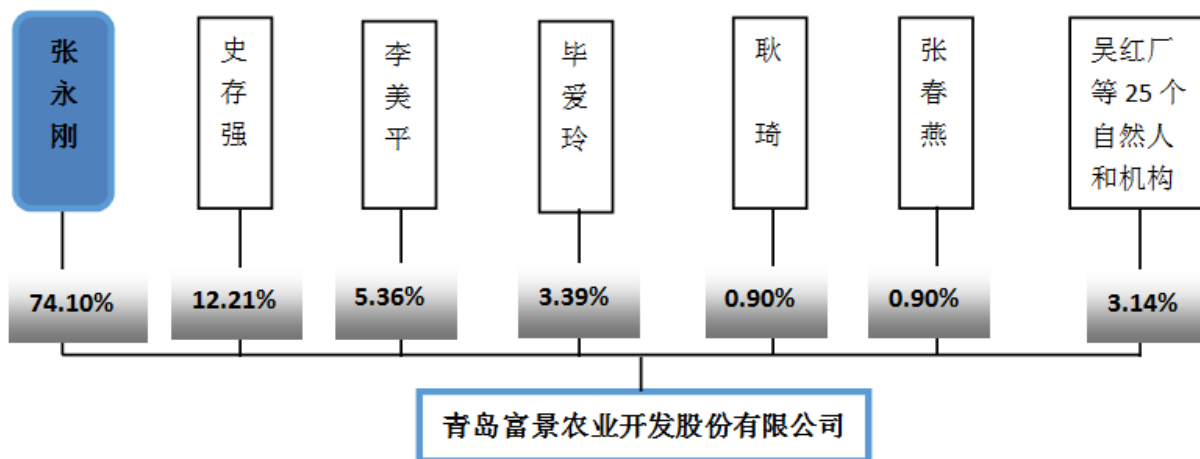 张永刚
史存强
李美平
毕爱玲
耿琦
张春燕
吴红厂
等 25 个
自然人
和机构
74.10%
12.21%
5.36%
3.39%
0.90%
0.90%
3.14%
青岛富景农业开发股份有限公司